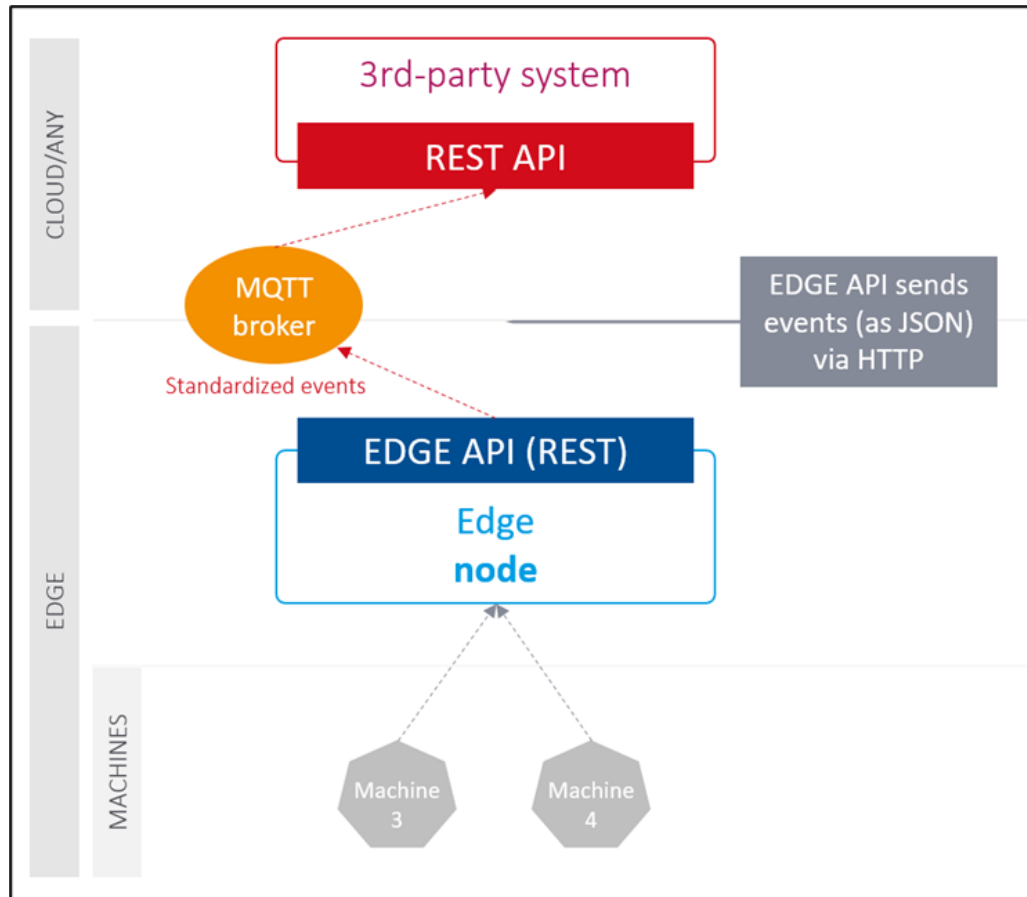 CLOUD/ANY
3rd-party system
REST API
MQTT
broker
EDGE API sends
events (as JSON)
via HTTP
Standardized events
EDGE API (REST)
Edge
node
EDGE
MACHINES
Machine
3
Machine
4